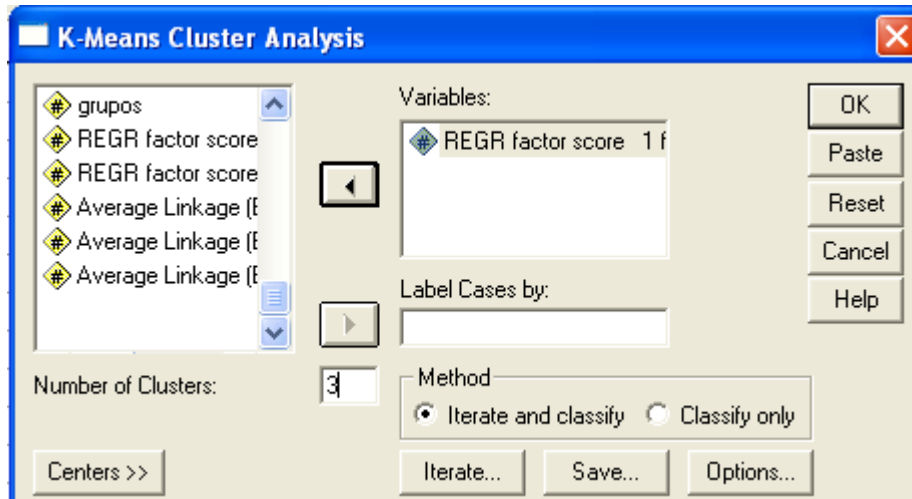 K-Means Cluster Analysis
grupos
REGR factor score
REGR factor score
Average Linkage (
Average Linkage (
Average Linkage (
Variables:
REGR factor score 1 f
Label Cases by:
Number of Clusters:
3
Method
Iterate and classify
Classify only
Centers >>
Iterate...
Save...
Options...
OK
Paste
Reset
Cancel
Help